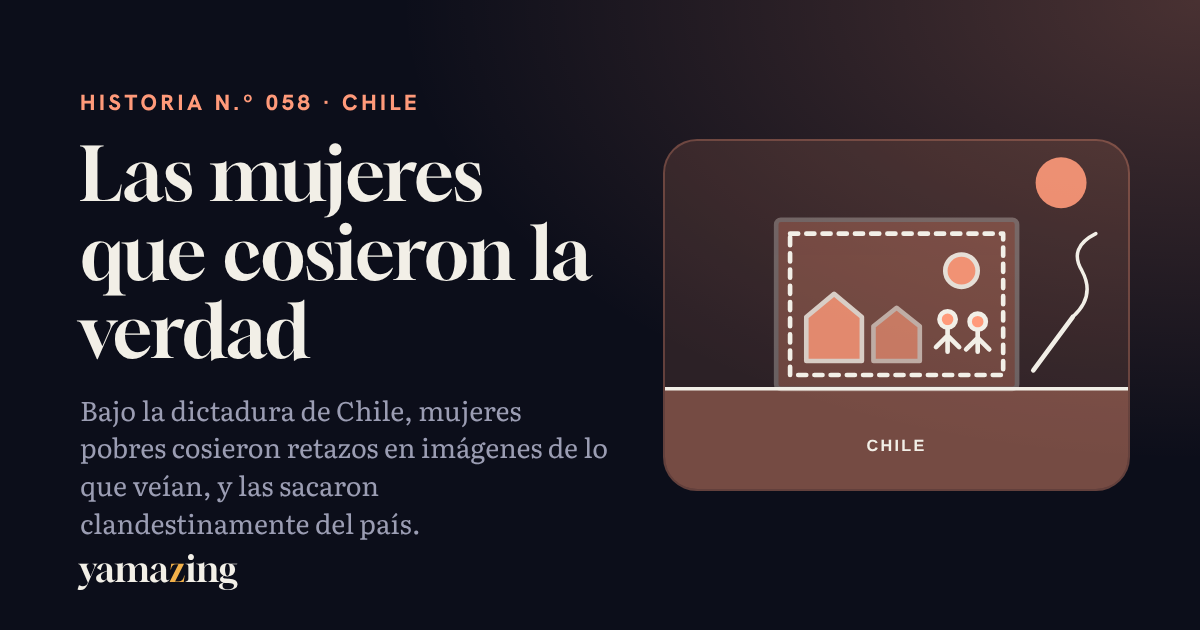 HISTORIA N.º 058 · CHILE
Las mujeres
que cosieron la
verdad
Bajo la dictadura de Chile, mujeres
pobres cosieron retazos en imágenes de lo
que veían, y las sacaron
clandestinamente del país.
yamazing
CHILE